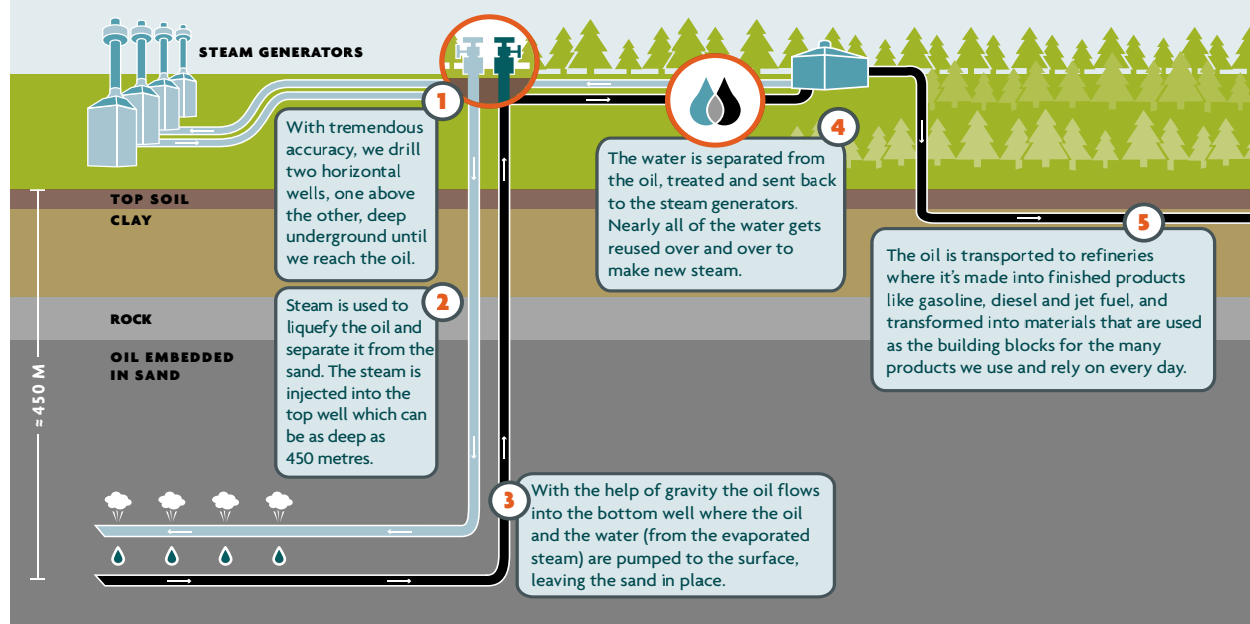 STEAM GENERATORS
1
With tremendous
accuracy, we drill
two horizontal
wells, one above
the other, deep
underground until
we reach the oil.
2
Steam is used to
liquefy the oil and
separate it from the
sand. The steam is
injected into the
top well which can
be as deep as
450 metres.
3
With the help of gravity the oil flows
into the bottom well where the oil
and the water (from the evaporated
steam) are pumped to the surface,
leaving the sand in place.
4
The water is separated from
the oil, treated and sent back
to the steam generators.
Nearly all of the water gets
reused over and over to
make new steam.
5
The oil is transported to refineries
where it’s made into finished products
like gasoline, diesel and jet fuel, and
transformed into materials that are used
as the building blocks for the many
products we use and rely on every day.
TOP SOIL
CLAY
ROCK
OIL EMBEDDED
IN SAND
≈450 M